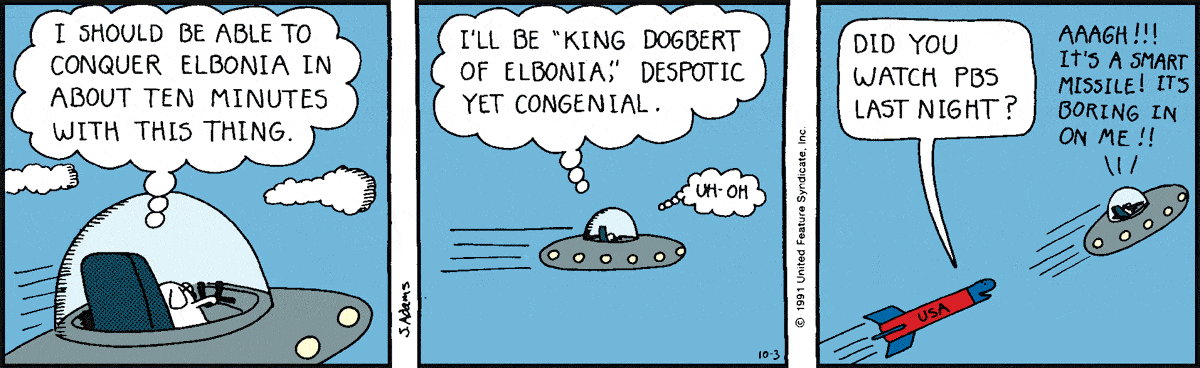 I SHOULD BE ABLE TO
CONQUER ELBONIA IN
ABOUT TEN MINUTES
WITH THIS THING.
S.Adams
I'LL BE "KING DOGBERT
OF ELBONIA," DESPOTIC
YET CONGENIAL.
UH-OH
10-3
© 1991 United Feature Syndicate, Inc.
DID YOU
WATCH PBS
LAST NIGHT?
AAAGH!!!
IT'S A SMART
MISSILE! IT'S
BORING IN
ON ME!!
USA